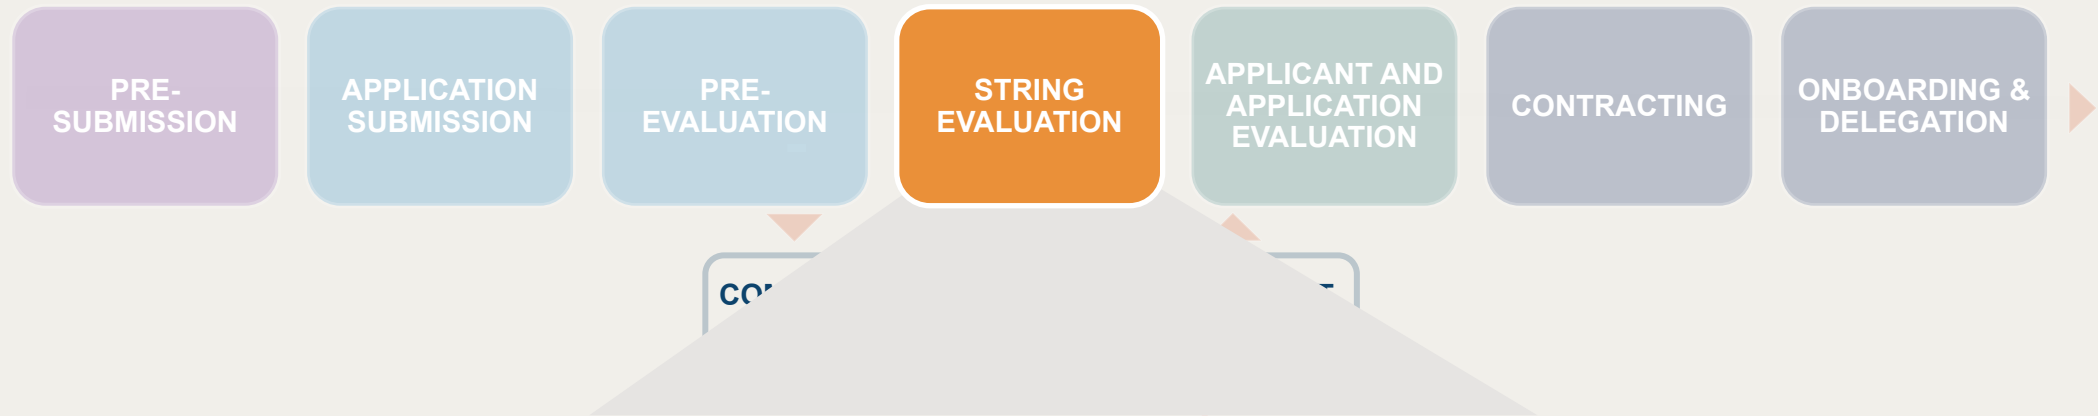 PRE-
SUBMISSION
APPLICATION
SUBMISSION
PRE-
EVALUATION
STRING
EVALUATION
APPLICANT AND
APPLICATION
EVALUATION
CONTRACTING
ONBOARDING &
DELEGATION